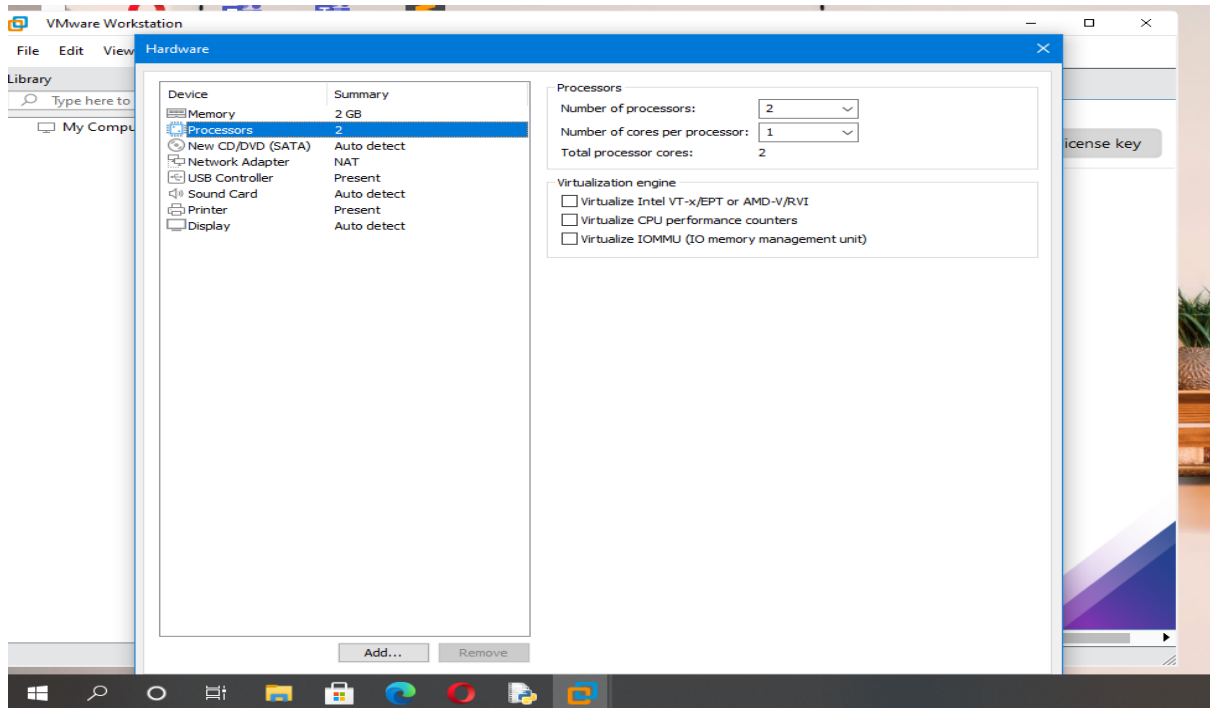 VMware Workstation
File Edit View
Hardware
Library
Type here to
My Compu
icense key
Device Summary
Memory 2 GB
Processors 2
New CD/DVD (SATA) Auto detect
Network Adapter NAT
USB Controller Present
Sound Card Auto detect
Printer Present
Display Auto detect
Add... Remove
Processors
Number of processors: 2
Number of cores per processor: 1
Total processor cores: 2
Virtualization engine
Virtualize Intel VT-x/EPT or AMD-V/RVI
Virtualize CPU performance counters
Virtualize IOMMU (IO memory management unit)